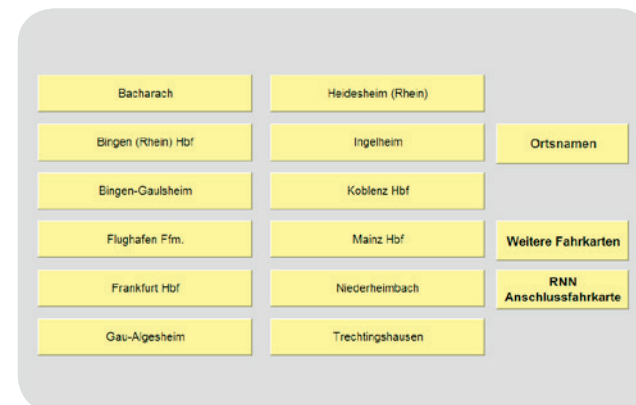 Bacharach
Heidesheim (Rhein)
Bingen (Rhein) Hbf
Ingelheim
Ortsnamen
Bingen-Gaulsheim
Koblenz Hbf
Flughafen Ffm.
Mainz Hbf
Weitere Fahrkarten
Frankfurt Hbf
Niederheimbach
RNN
Anschlussfahrkarte
Gau-Algesheim
Trechtingshausen